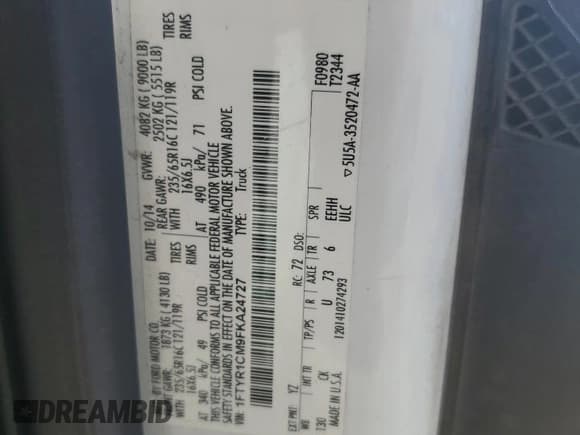 BY FORD MOTOR CO.
DATE: 10/14 GVWR: 4082 KG ( 9000 LB)
GAWR: 1873 KG ( 4130 LB) REAR GAWR: 2502 KG ( 5515 LB)
WITH 235/65R16C 121/119R TIRES WITH 235/65R16C 121/119R TIRES
16X6.5J RIMS 16X6.5J RIMS
AT 340 kPa/ 49 PSI COLD AT 490 kPa/ 71 PSI COLD
THIS VEHICLE CONFORMS TO ALL APPLICABLE FEDERAL MOTOR VEHICLE
SAFETY STANDARDS IN EFFECT ON THE DATE OF MANUFACTURE SHOWN ABOVE.
VIN: 1FTYR1CM9FKA24727
TYPE: Truck
F0980
T2344
EXT PNT: YZ RC: 72 DSO:
WB INT TR TP/PS R AXLE TR SPR
130 CK U 73 6 EEHH
ULC
MADE IN U.S.A. 1201410274293
▽5U5A-3520472-AA
DREAMBID